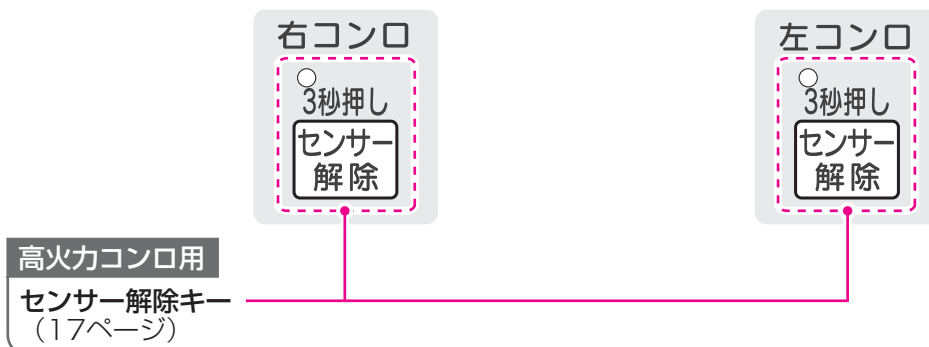 右コンロ
3秒押し
センサー
解除
左コンロ
3秒押し
センサー
解除
高火力コンロ用
センサー解除キー
(17ページ)